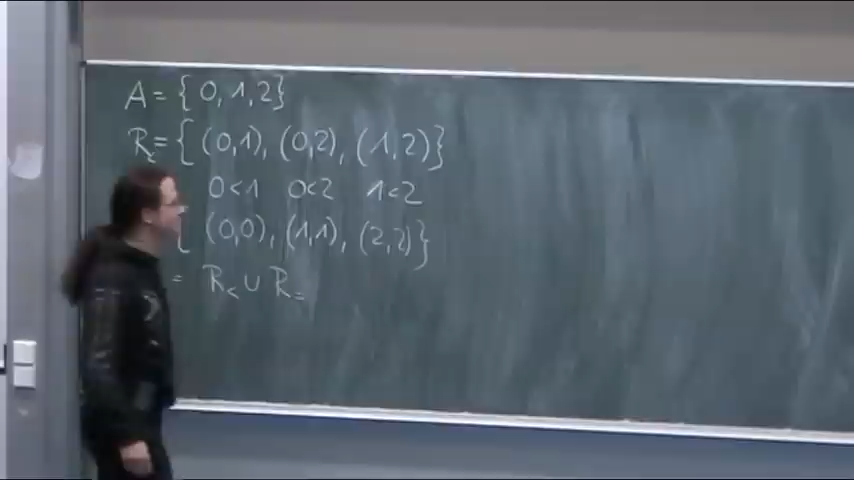 A = {0,1,2}
R< = { (0,1), (0,2), (1,2) }
0<1 0<2 1<2
{ (0,0), (1,1), (2,2) }
= R< ∪ R=